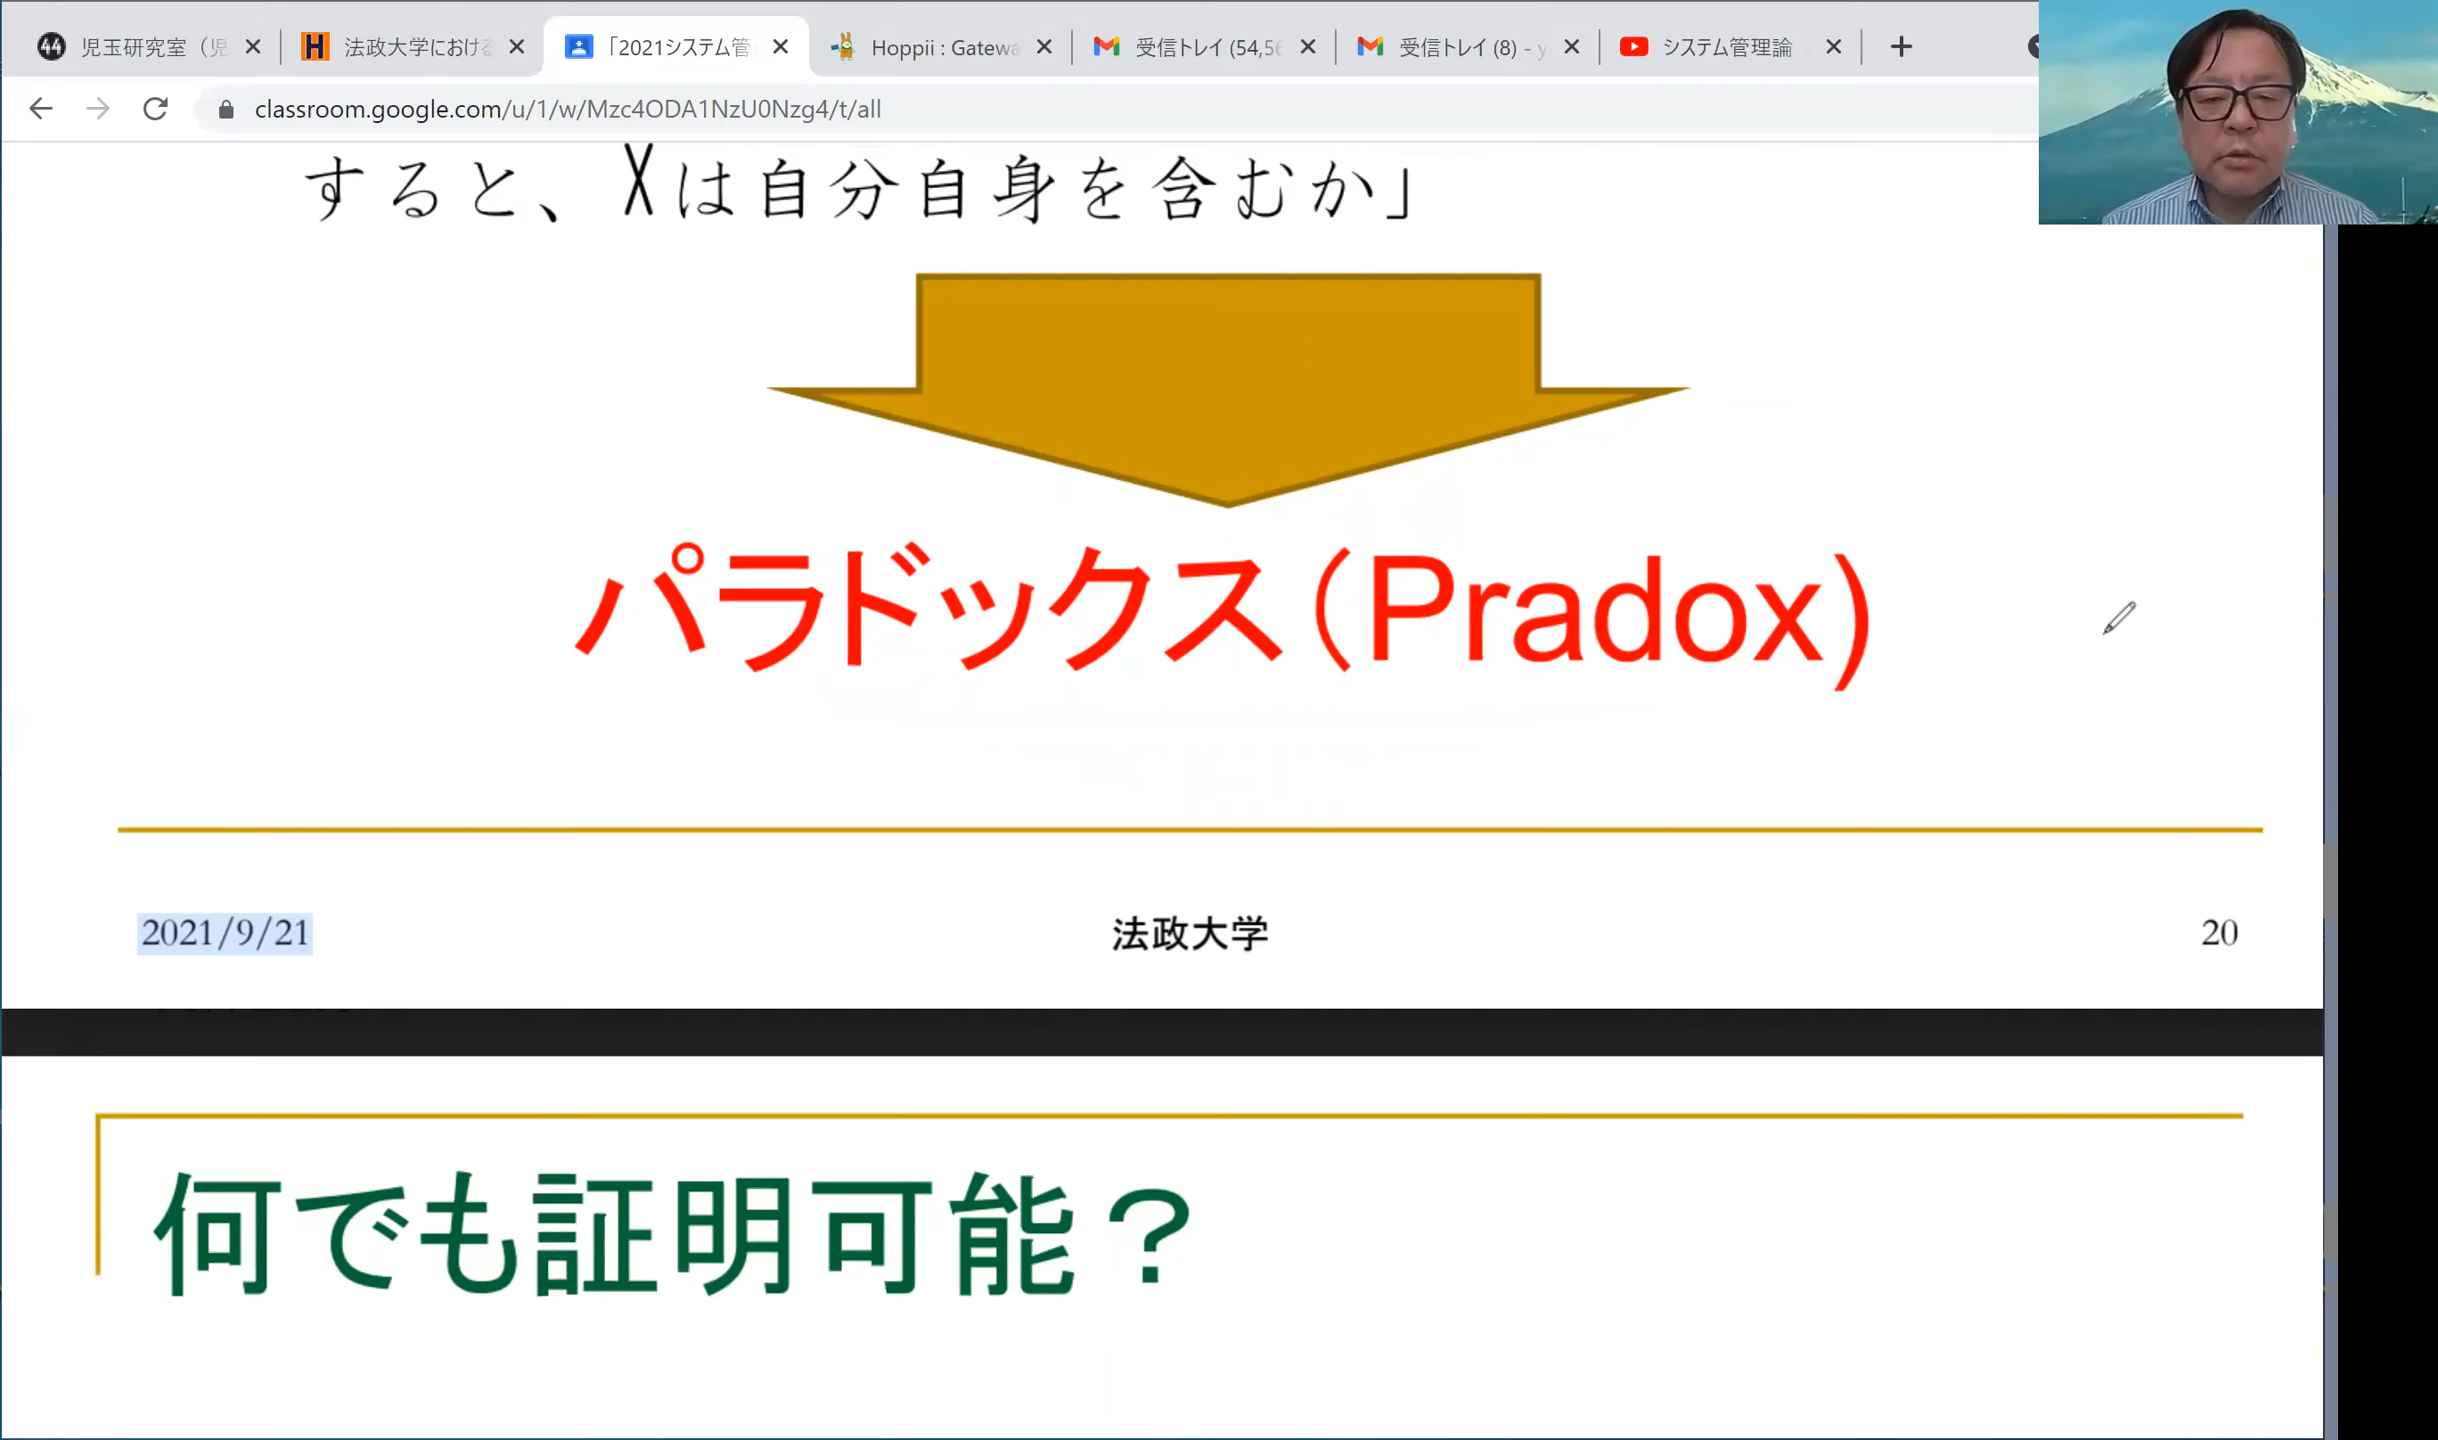 児玉研究室（児
法政大学における
「2021システム管
Hoppii : Gatewa
受信トレイ (54,56
受信トレイ (8) - y
システム管理論
classroom.google.com/u/1/w/Mzc4ODA1NzU0Nzg4/t/all
すると、Xは自分自身を含むか」
パラドックス（Pradox)
2021/9/21
法政大学
20
何でも証明可能？